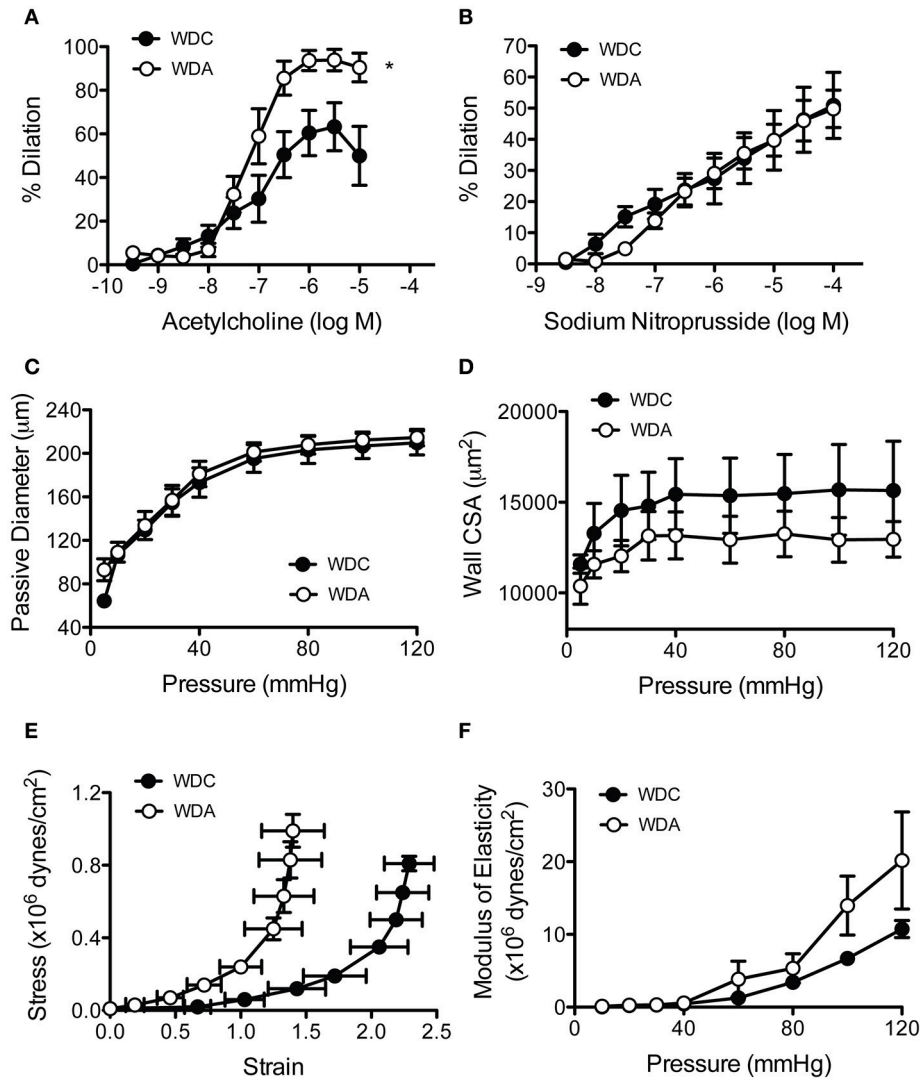 A
WDC
WDA
100
80
60
40
20
0
*
% Dilation
-10 -9 -8 -7 -6 -5 -4
Acetylcholine (log M)
B
WDC
WDA
70
60
50
40
30
20
10
0
% Dilation
-9 -8 -7 -6 -5 -4
Sodium Nitroprusside (log M)
C
240
200
160
120
80
40
Passive Diameter (μm)
WDC
WDA
0 40 80 120
Pressure (mmHg)
D
WDC
WDA
20000
15000
10000
Wall CSA (μm²)
0 20 40 60 80 100 120
Pressure (mmHg)
E
WDC
WDA
1.2
0.8
0.4
0.0
Stress (x10⁶ dynes/cm²)
0.0 0.5 1.0 1.5 2.0 2.5
Strain
F
WDC
WDA
30
20
10
0
Modulus of Elasticity
(x10⁶ dynes/cm²)
0 40 80 120
Pressure (mmHg)